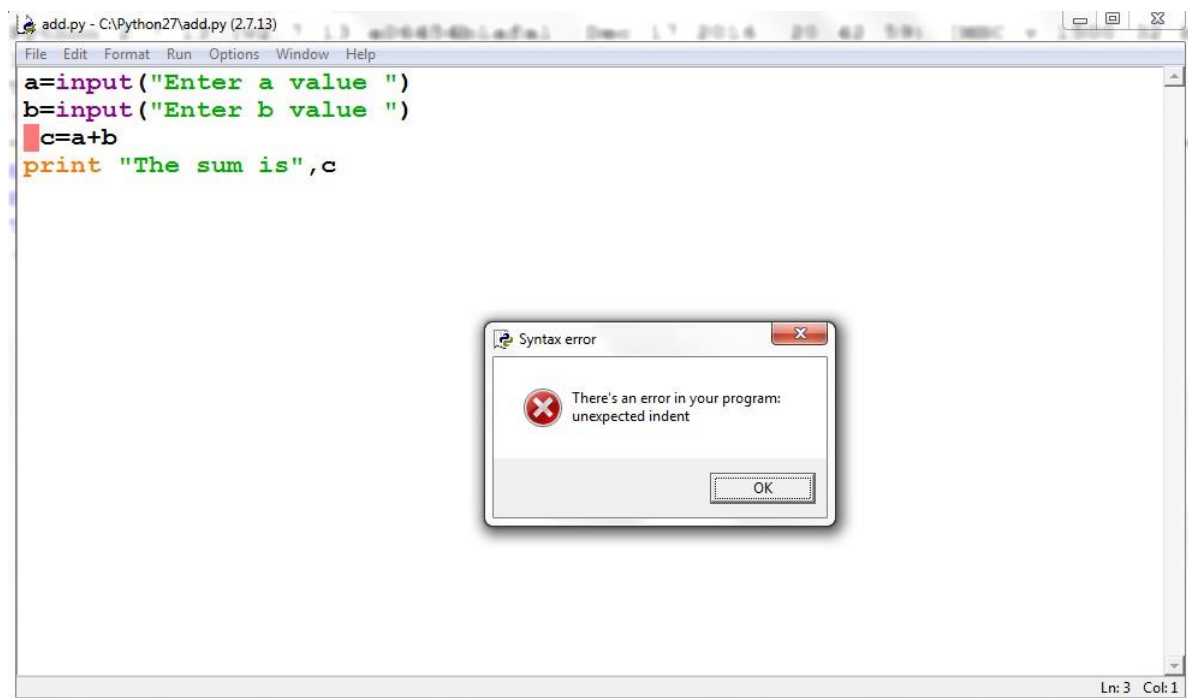 add.py - C:\Python27\add.py (2.7.13)
File Edit Format Run Options Window Help
a=input("Enter a value ")
b=input("Enter b value ")
 c=a+b
print "The sum is",c
Syntax error
There's an error in your program:
unexpected indent
OK
Ln: 3 Col: 1